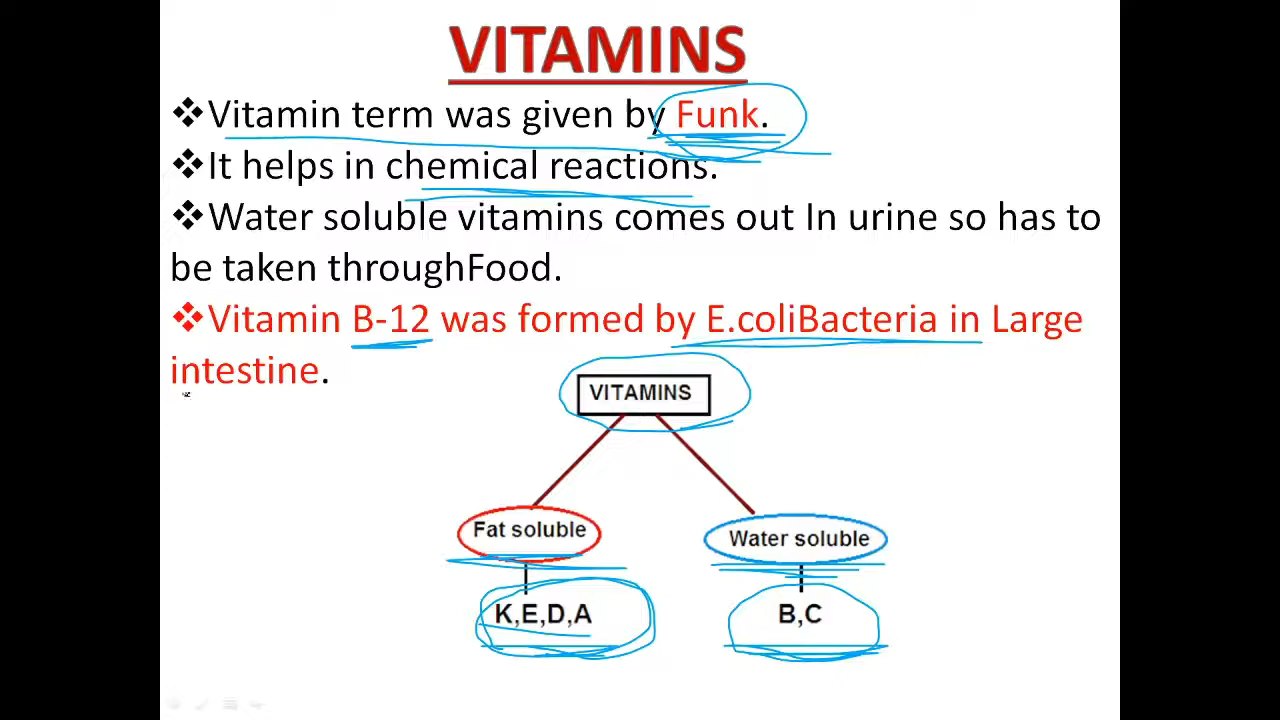 VITAMINS
❖Vitamin term was given by Funk.
❖It helps in chemical reactions.
❖Water soluble vitamins comes out In urine so has to
be taken throughFood.
❖Vitamin B-12 was formed by E.coliBacteria in Large
intestine.
VITAMINS
Fat soluble
Water soluble
K,E,D,A
B,C